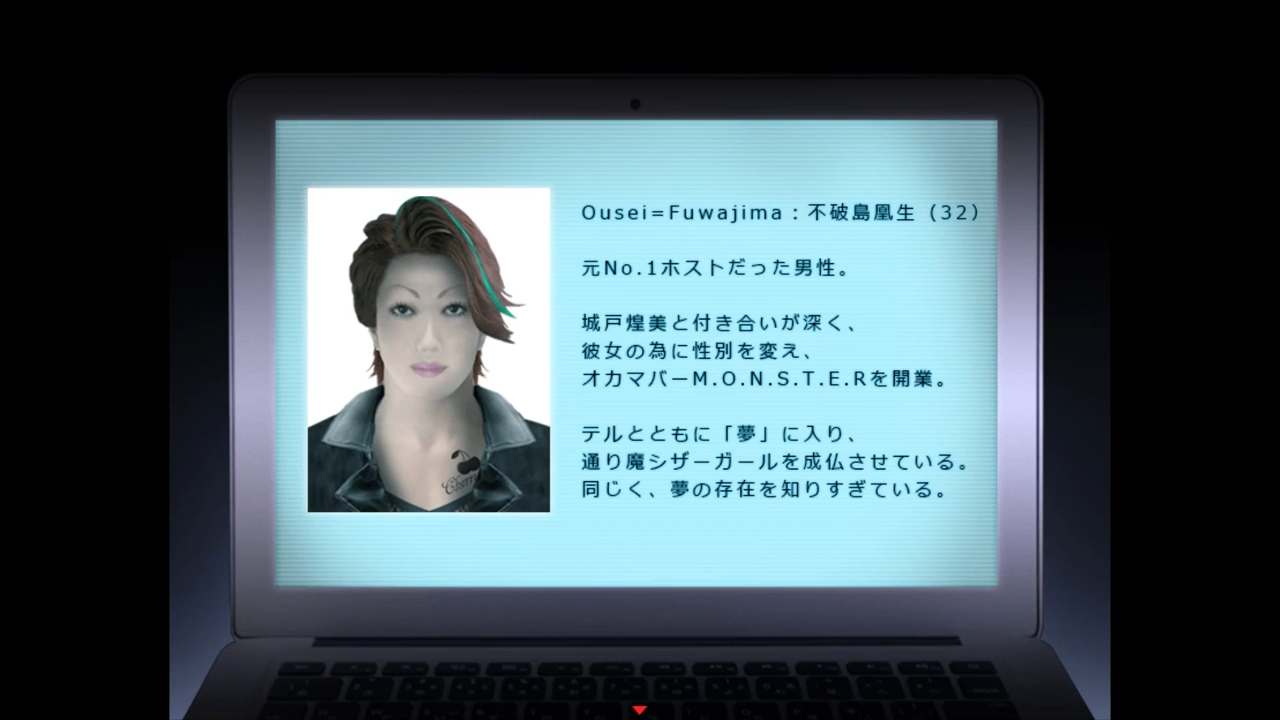 Ousei=Fuwajima：不破島凰生（32）
元No.1ホストだった男性。
城戸煌美と付き合いが深く、
彼女の為に性別を変え、
オカマバーM.O.N.S.T.E.Rを開業。
テルとともに「夢」に入り、
通り魔シザーガールを成仏させている。
同じく、夢の存在を知りすぎている。